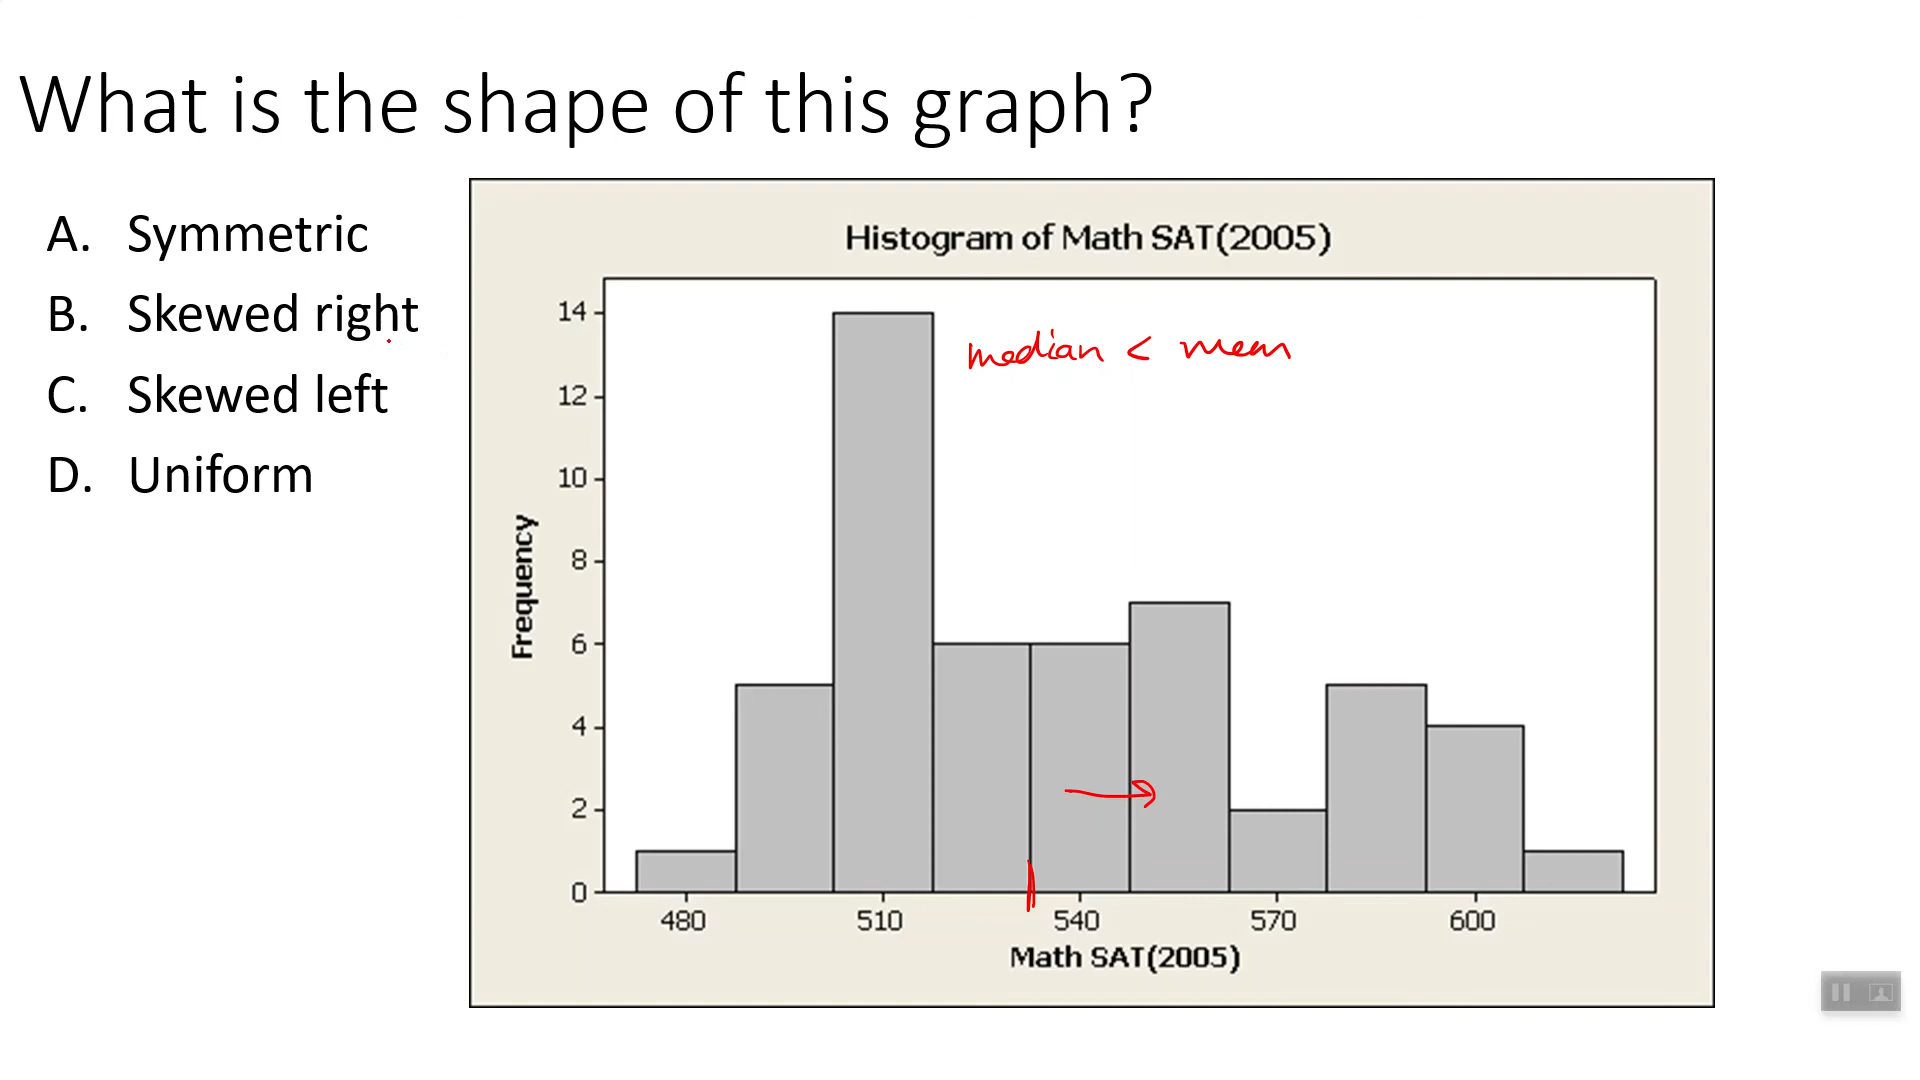 What is the shape of this graph?
A. Symmetric
B. Skewed right
C. Skewed left
D. Uniform
Histogram of Math SAT(2005)
median < mean
14
12
10
8
6
4
2
0
Frequency
480 510 540 570 600
Math SAT(2005)